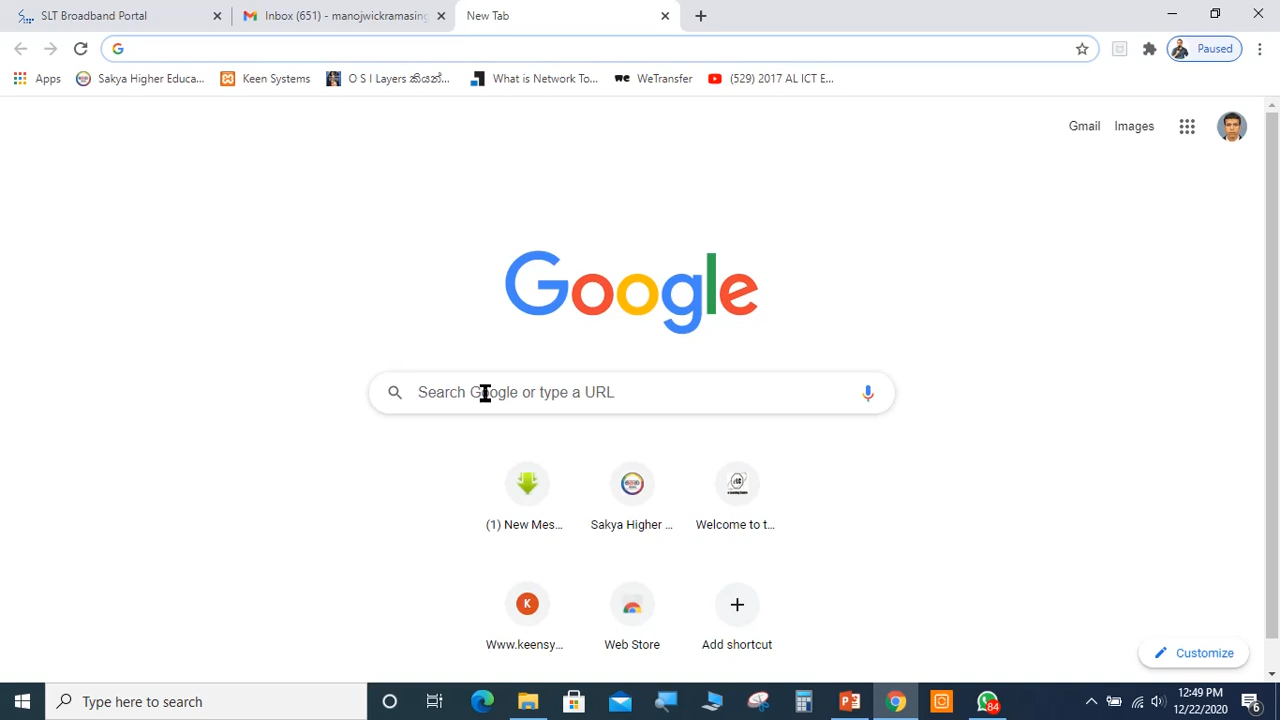 SLT Broadband Portal
Inbox (651) - manojwickramasing
New Tab
Paused
Apps
Sakya Higher Educa...
Keen Systems
O S I Layers කියන්...
What is Network To...
WeTransfer
(529) 2017 AL ICT E...
Gmail
Images
Google
Search Google or type a URL
(1) New Mes...
Sakya Higher ...
Welcome to t...
K
Www.keensy...
Web Store
Add shortcut
Customize
Type here to search
84
12:49 PM
12/22/2020
6